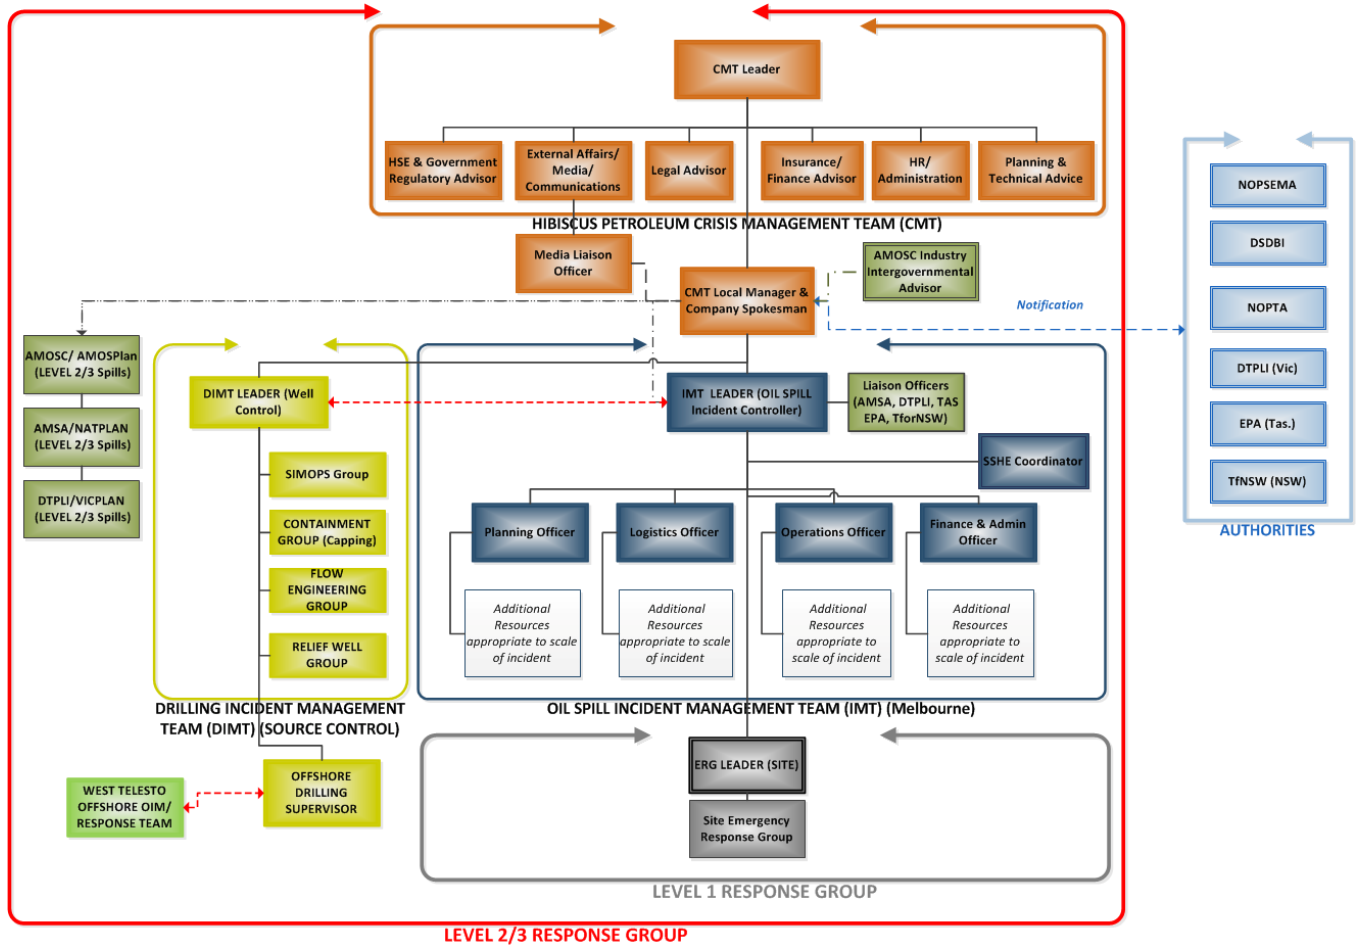 CMT Leader
HSE & Government
Regulatory Advisor
External Affairs/
Media/
Communications
Legal Advisor
Insurance/
Finance Advisor
HR/
Administration
Planning &
Technical Advice
HIBISCUS PETROLEUM CRISIS MANAGEMENT TEAM (CMT)
Media Liaison
Officer
CMT Local Manager &
Company Spokesman
AMOSC Industry
Intergovernmental
Advisor
Notification
NOPSEMA
DSDBI
NOPTA
DTPLI (Vic)
EPA (Tas.)
TfNSW (NSW)
AUTHORITIES
AMOSC/ AMOSPlan
(LEVEL 2/3 Spills)
AMSA/NATPLAN
(LEVEL 2/3 Spills)
DTPLI/VICPLAN
(LEVEL 2/3 Spills)
DIMT LEADER (Well
Control)
SIMOPS Group
CONTAINMENT
GROUP (Capping)
FLOW
ENGINEERING
GROUP
RELIEF WELL
GROUP
DRILLING INCIDENT MANAGEMENT
TEAM (DIMT) (SOURCE CONTROL)
IMT LEADER (OIL SPILL
Incident Controller)
Liaison Officers
(AMSA, DTPLI, TAS
EPA, TforNSW)
SSHE Coordinator
Planning Officer
Logistics Officer
Operations Officer
Finance & Admin
Officer
Additional
Resources
appropriate to scale
of incident
Additional
Resources
appropriate to scale
of incident
Additional
Resources
appropriate to
scale of incident
Additional
Resources
appropriate to
scale of incident
OIL SPILL INCIDENT MANAGEMENT TEAM (IMT) (Melbourne)
OFFSHORE
DRILLING
SUPERVISOR
WEST TELESTO
OFFSHORE OIM/
RESPONSE TEAM
ERG LEADER (SITE)
Site Emergency
Response Group
LEVEL 1 RESPONSE GROUP
LEVEL 2/3 RESPONSE GROUP